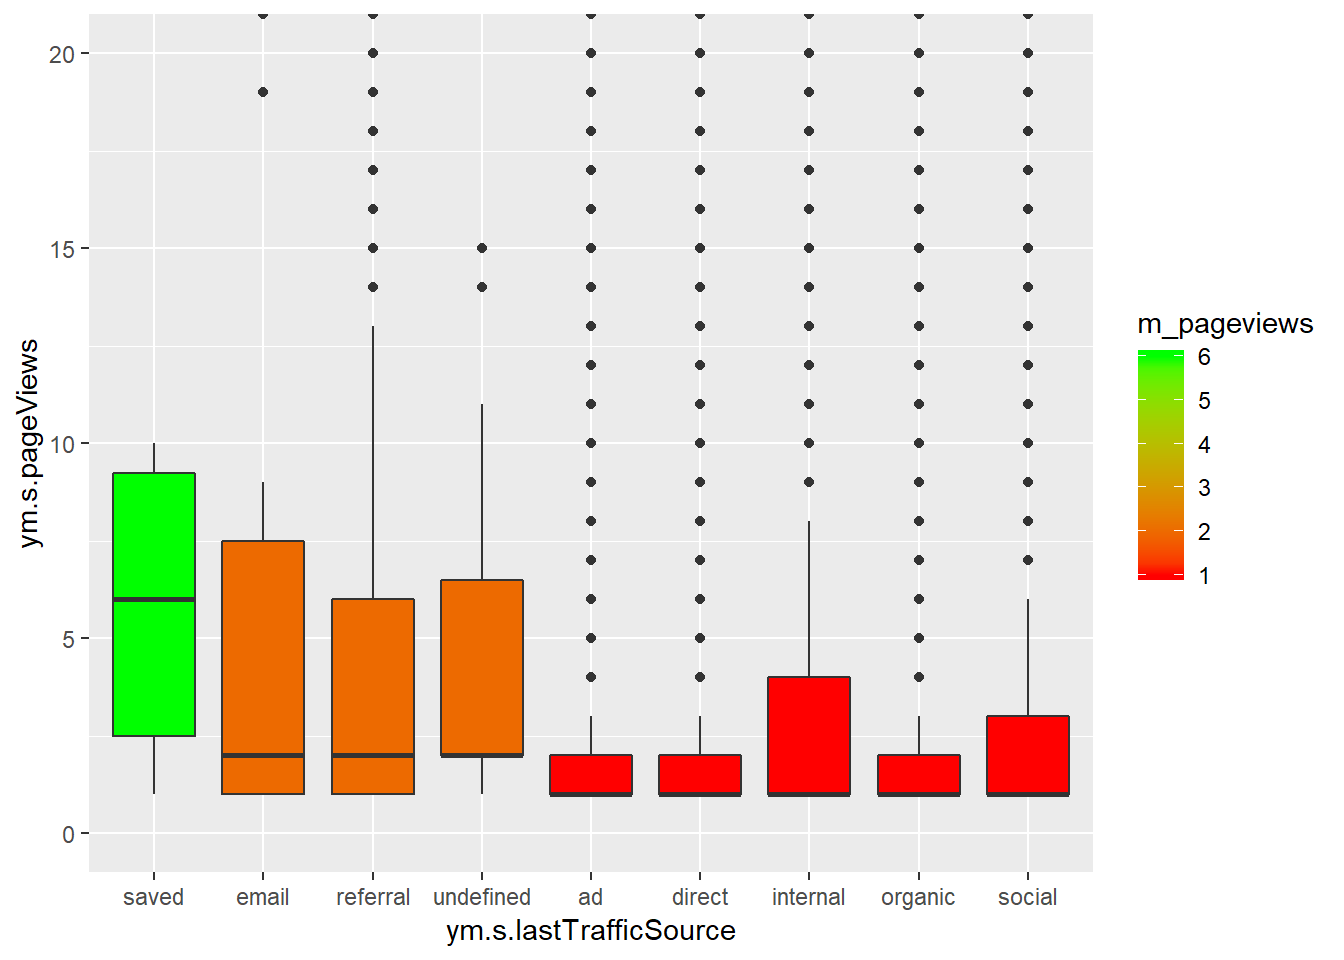 20
15
10
5
0
ym.s.pageViews
saved email referral undefined ad direct internal organic social
ym.s.lastTrafficSource
m_pageviews
6
5
4
3
2
1